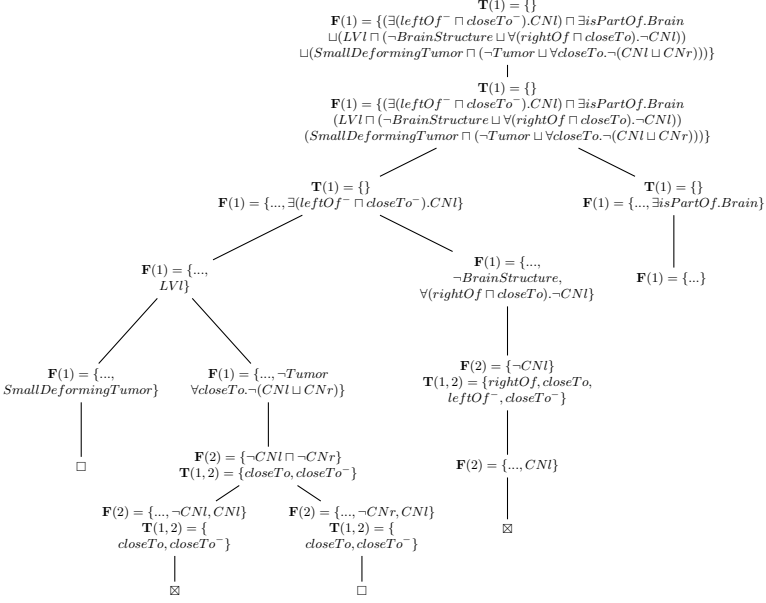 T(1) = {}
F(1) = {(∃(leftOf⁻ ⊓ closeTo⁻).CNl) ⊓ ∃isPartOf.Brain
⊔(LVl ⊓ (¬BrainStructure ⊔ ∀(rightOf ⊓ closeTo).¬CNl))
⊔(SmallDeformingTumor ⊓ (¬Tumor ⊔ ∀closeTo.¬(CNl ⊔ CNr)))}
T(1) = {}
F(1) = {(∃(leftOf⁻ ⊓ closeTo⁻).CNl) ⊓ ∃isPartOf.Brain
(LVl ⊓ (¬BrainStructure ⊔ ∀(rightOf ⊓ closeTo).¬CNl))
(SmallDeformingTumor ⊓ (¬Tumor ⊔ ∀closeTo.¬(CNl ⊔ CNr)))}
T(1) = {}
F(1) = {..., ∃(leftOf⁻ ⊓ closeTo⁻).CNl}
T(1) = {}
F(1) = {..., ∃isPartOf.Brain}
F(1) = {...,
LVl}
F(1) = {...,
¬BrainStructure,
∀(rightOf ⊓ closeTo).¬CNl}
F(1) = {...}
F(1) = {...,
SmallDeformingTumor}
F(1) = {..., ¬Tumor
∀closeTo.¬(CNl ⊔ CNr)}
F(2) = {¬CNl}
T(1, 2) = {rightOf, closeTo,
leftOf⁻, closeTo⁻}
□
F(2) = {¬CNl ⊓ ¬CNr}
T(1, 2) = {closeTo, closeTo⁻}
F(2) = {..., CNl}
F(2) = {..., ¬CNl, CNl}
T(1, 2) = {
closeTo, closeTo⁻}
F(2) = {..., ¬CNr, CNl}
T(1, 2) = {
closeTo, closeTo⁻}
⊠
⊠
□